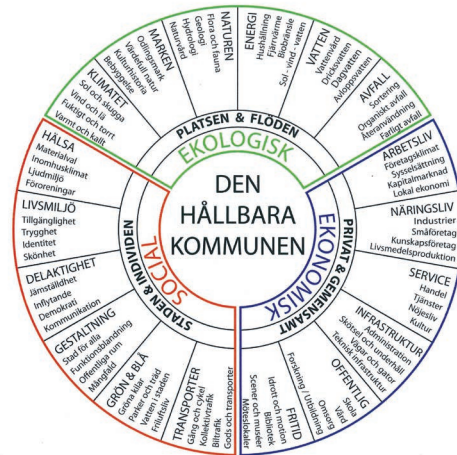 DEN
HÅLLBARA
KOMMUNEN
EKOLOGISK
PLATSEN & FLÖDEN
KLIMATET
Sol och skugga
Vind och lä
Fuktigt och torrt
Varmt och kallt
MARKEN
Odlingsmark
Värdefull natur
Kulturhistoria
Bebyggelse
NATUREN
Flora och fauna
Geologi
Hydrologi
Naturvård
ENERGI
Hushållning
Fjärrvärme
Biobränsle
Sol - vind - vatten
VATTEN
Vattenvård
Dricksvatten
Dagvatten
Avloppsvatten
AVFALL
Sortering
Organiskt avfall
Återanvändning
Farligt avfall
EKONOMISK
PRIVAT & GEMENSAMT
ARBETSLIV
Företagsklimat
Sysselsättning
Kapitalmarknad
Lokal ekonomi
NÄRINGSLIV
Industrier
Småföretag
Kunskapsföretag
Livsmedelsproduktion
SERVICE
Handel
Tjänster
Nöjesliv
Kultur
INFRASTRUKTUR
Administration
Skötsel och underhåll
Vägar och gator
Teknisk infrastruktur
OFFENTLIG
Skola
Vård
Omsorg
Forskning / Utbildning
FRITID
Idrott och motion
Bibliotek
Scener och muséer
Möteslokaler
SOCIAL
STADEN & INDIVIDEN
HÄLSA
Materialval
Inomhusklimat
Ljudmiljö
Föroreningar
LIVSMILJÖ
Tillgänglighet
Trygghet
Identitet
Skönhet
DELAKTIGHET
Jämställdhet
Inflytande
Demokrati
Kommunikation
GESTALTNING
Stad för alla
Funktionsblandning
Offentliga rum
Mångfald
GRÖN & BLÅ
Gröna kilar
Parker och träd
Vatten i staden
Friluftsliv
TRANSPORTER
Gång och cykel
Kollektivtrafik
Biltrafik
Gods och transporter